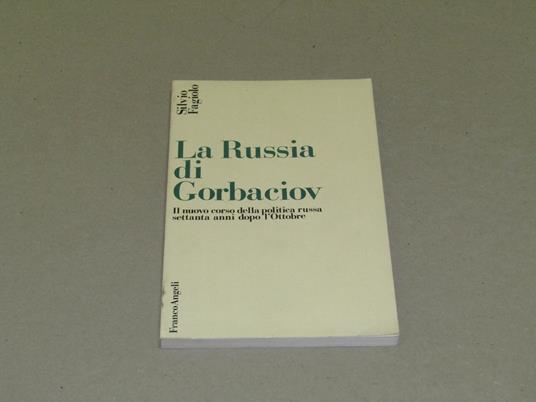 Silvio
Fagiolo
La Russia
di
Gorbaciov
Il nuovo corso della politica russa
settanta anni dopo l'Ottobre
FrancoAngeli